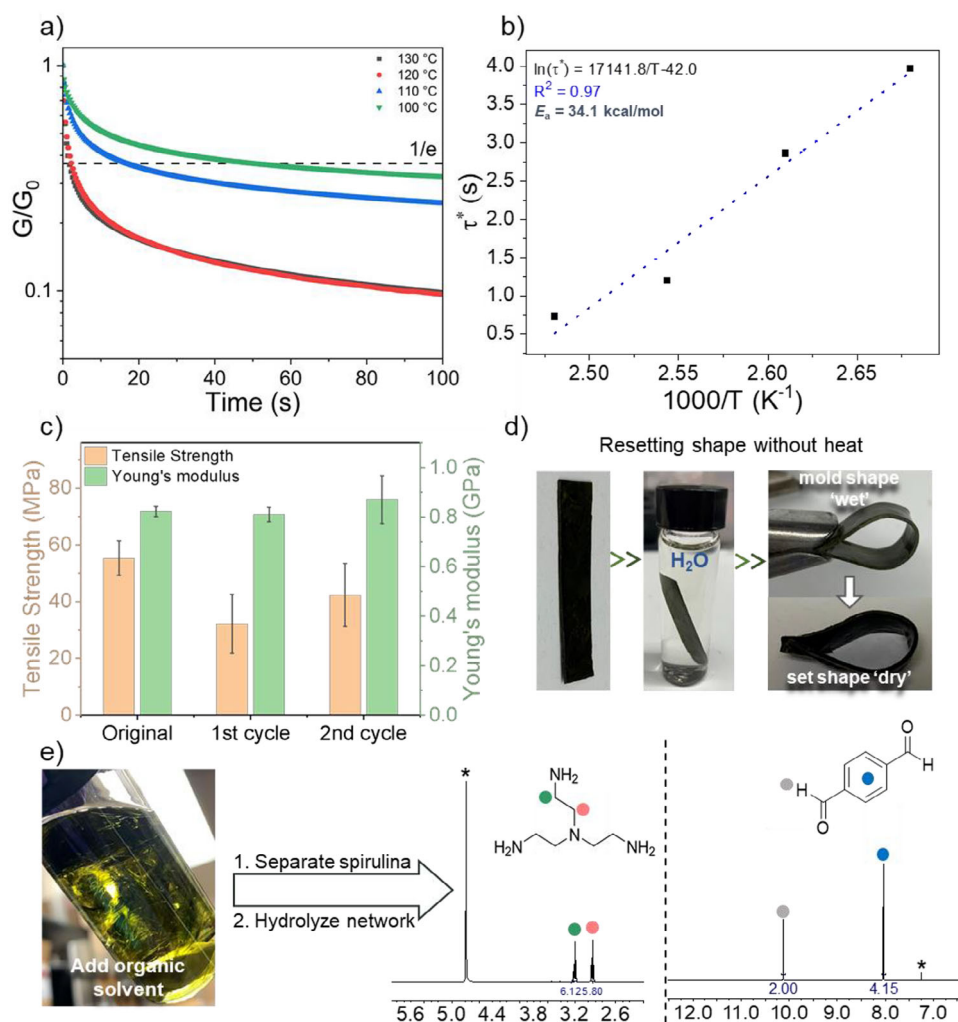 a)
1
0.1
G/G₀
130 °C
120 °C
110 °C
100 °C
1/e
0 20 40 60 80 100
Time (s)
b)
ln(τ*) = 17141.8/T-42.0
R² = 0.97
Eₐ = 34.1 kcal/mol
τ* (s)
4.0
3.5
3.0
2.5
2.0
1.5
1.0
0.5
2.50 2.55 2.60 2.65
1000/T (K⁻¹)
c)
Tensile Strength
Young's modulus
Tensile Strength (MPa)
80
60
40
20
0
Young's modulus (GPa)
1.0
0.8
0.6
0.4
0.2
0.0
Original 1st cycle 2nd cycle
d)
Resetting shape without heat
H₂O
mold shape
'wet'
set shape 'dry'
e)
Add organic
solvent
1. Separate spirulina
2. Hydrolyze network
*
NH₂
N
H₂N
NH₂
6.125.80
5.6 5.0 4.4 3.8 3.2 2.6
O
H
H
O
*
2.00 4.15
12.0 11.0 10.0 9.0 8.0 7.0